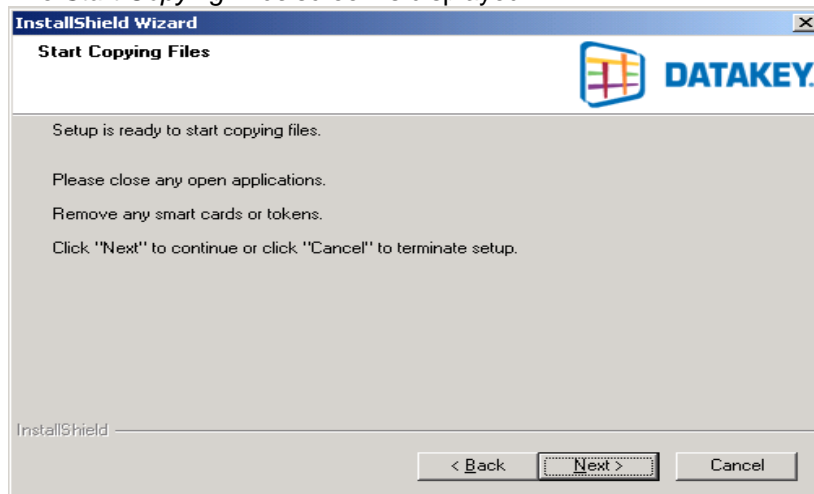 InstallShield Wizard
Start Copying Files
DATAKEY.
Setup is ready to start copying files.
Please close any open applications.
Remove any smart cards or tokens.
Click "Next" to continue or click "Cancel" to terminate setup.
InstallShield
< Back Next > Cancel